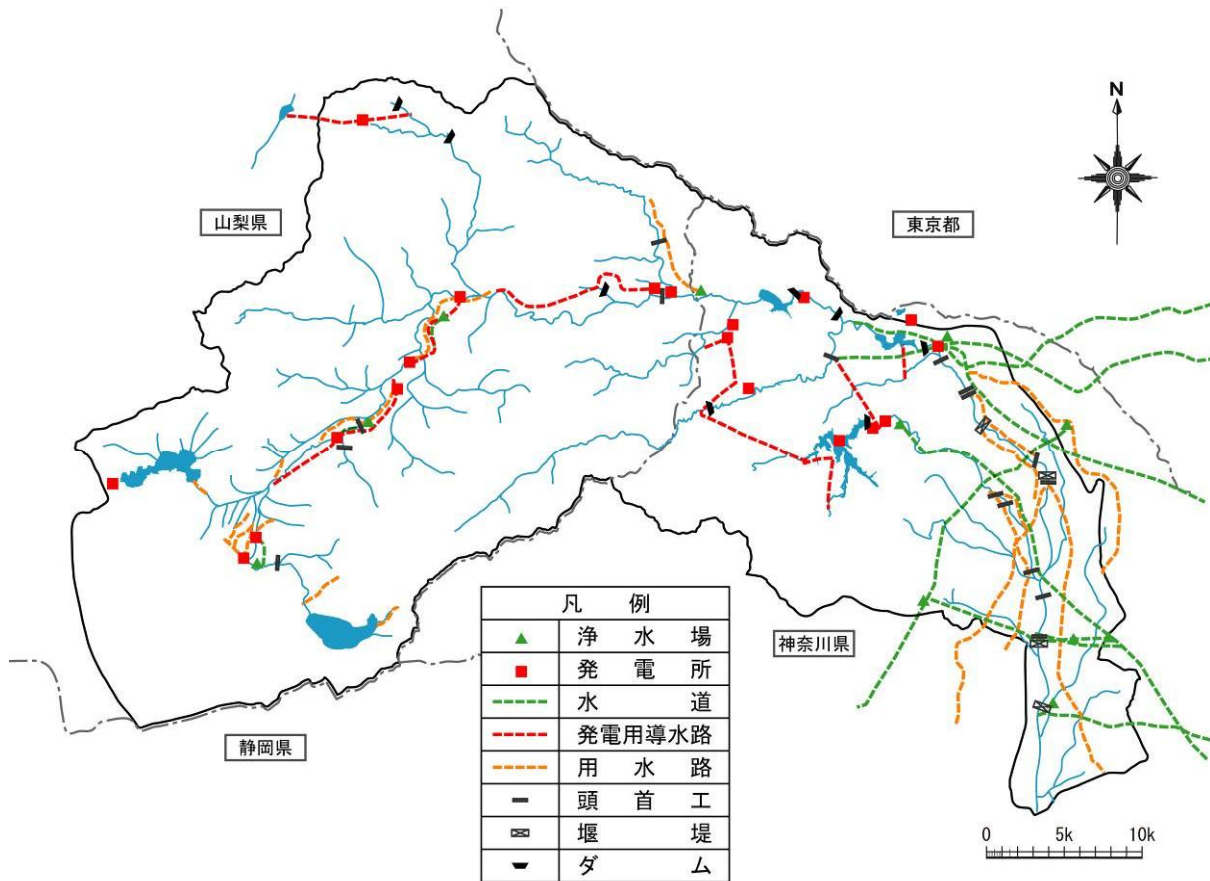 N
山梨県
東京都
神奈川県
静岡県
凡 例
浄水場
発電所
水道
発電用導水路
用水路
頭首工
堰堤
ダム
0 5k 10k